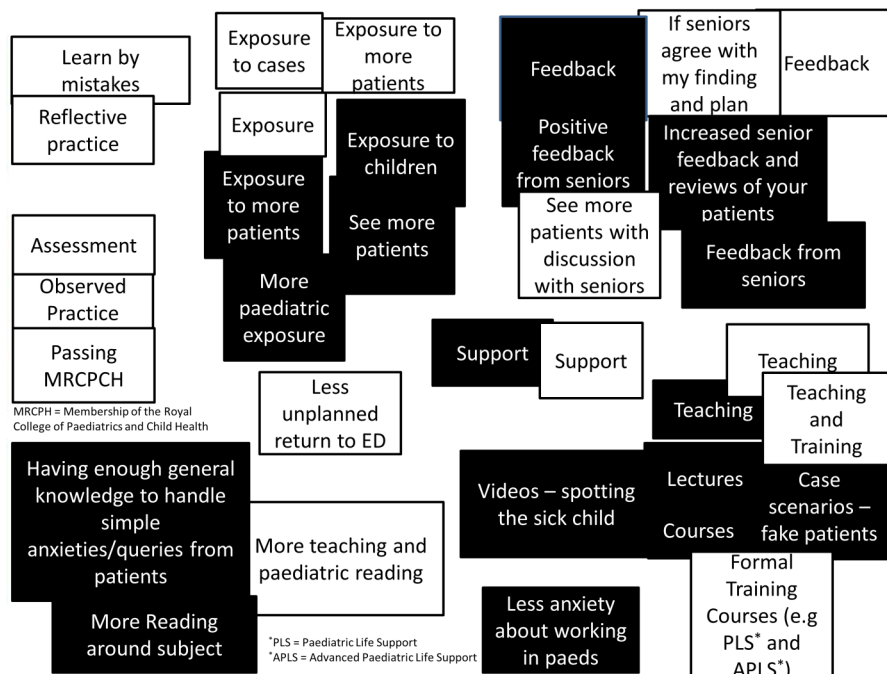 Learn by
mistakes
Reflective
practice
Exposure
to cases
Exposure to
more
patients
Exposure
Exposure to
children
Exposure
to more
patients
See more
patients
More
paediatric
exposure
Feedback
If seniors
agree with
my finding
and plan
Feedback
Positive
feedback
from seniors
Increased senior
feedback and
reviews of your
patients
See more
patients with
discussion
with seniors
Feedback from
seniors
Assessment
Observed
Practice
Passing
MRCPCH
MRCPH = Membership of the Royal
College of Paediatrics and Child Health
Less
unplanned
return to ED
Support
Support
Teaching
Teaching
Teaching
and
Training
Having enough general
knowledge to handle
simple
anxieties/queries from
patients
More teaching and
paediatric reading
More Reading
around subject
Videos – spotting
the sick child
Lectures
Courses
Case
scenarios –
fake patients
Formal
Training
Courses (e.g
PLS* and
APLS*)
Less anxiety
about working
in paeds
*PLS = Paediatric Life Support
*APLS = Advanced Paediatric Life Support